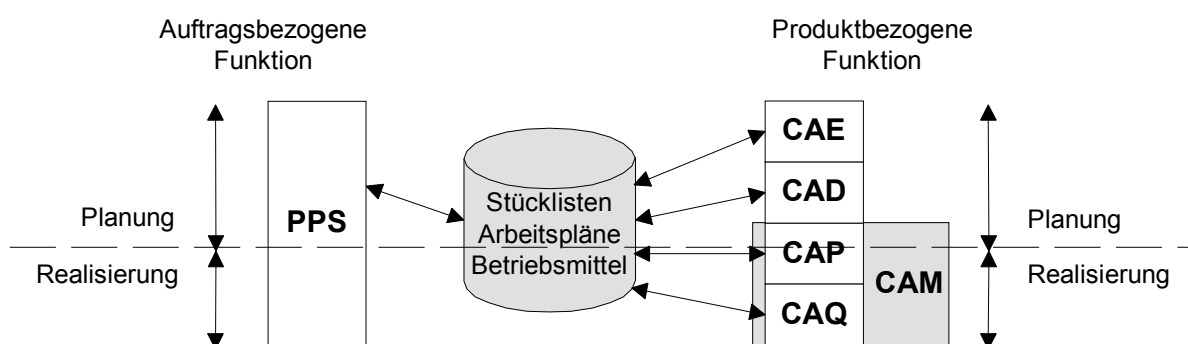 Auftragsbezogene
Funktion
Produktbezogene
Funktion
CAE
CAD
Stücklisten
Arbeitspläne
Betriebsmittel
PPS
Planung
Realisierung
CAP
CAM
CAQ
Planung
Realisierung